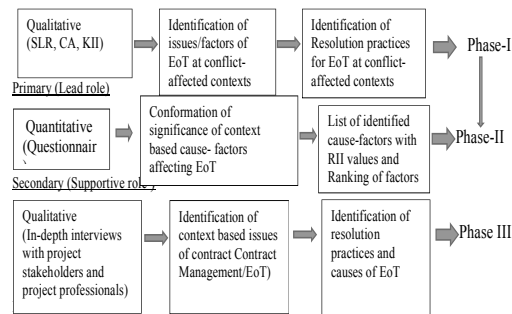 Qualitative
(SLR, CA, KII)
Identification of
issues/factors of
EoT at conflict-
affected contexts
Identification of
Resolution practices
for EoT at conflict-
affected contexts
Phase-I
Primary (Lead role)
Quantitative
(Questionnair
Conformation of
significance of context
based cause- factors
affecting EoT
List of identified
cause-factors with
RII values and
Ranking of factors
Phase-II
Secondary (Supportive role )
Qualitative
(In-depth interviews
with project
stakeholders and
project professionals)
Identification of
context based issues
of contract Contract
Management/EoT)
Identification of
resolution
practices and
causes of EoT
Phase III